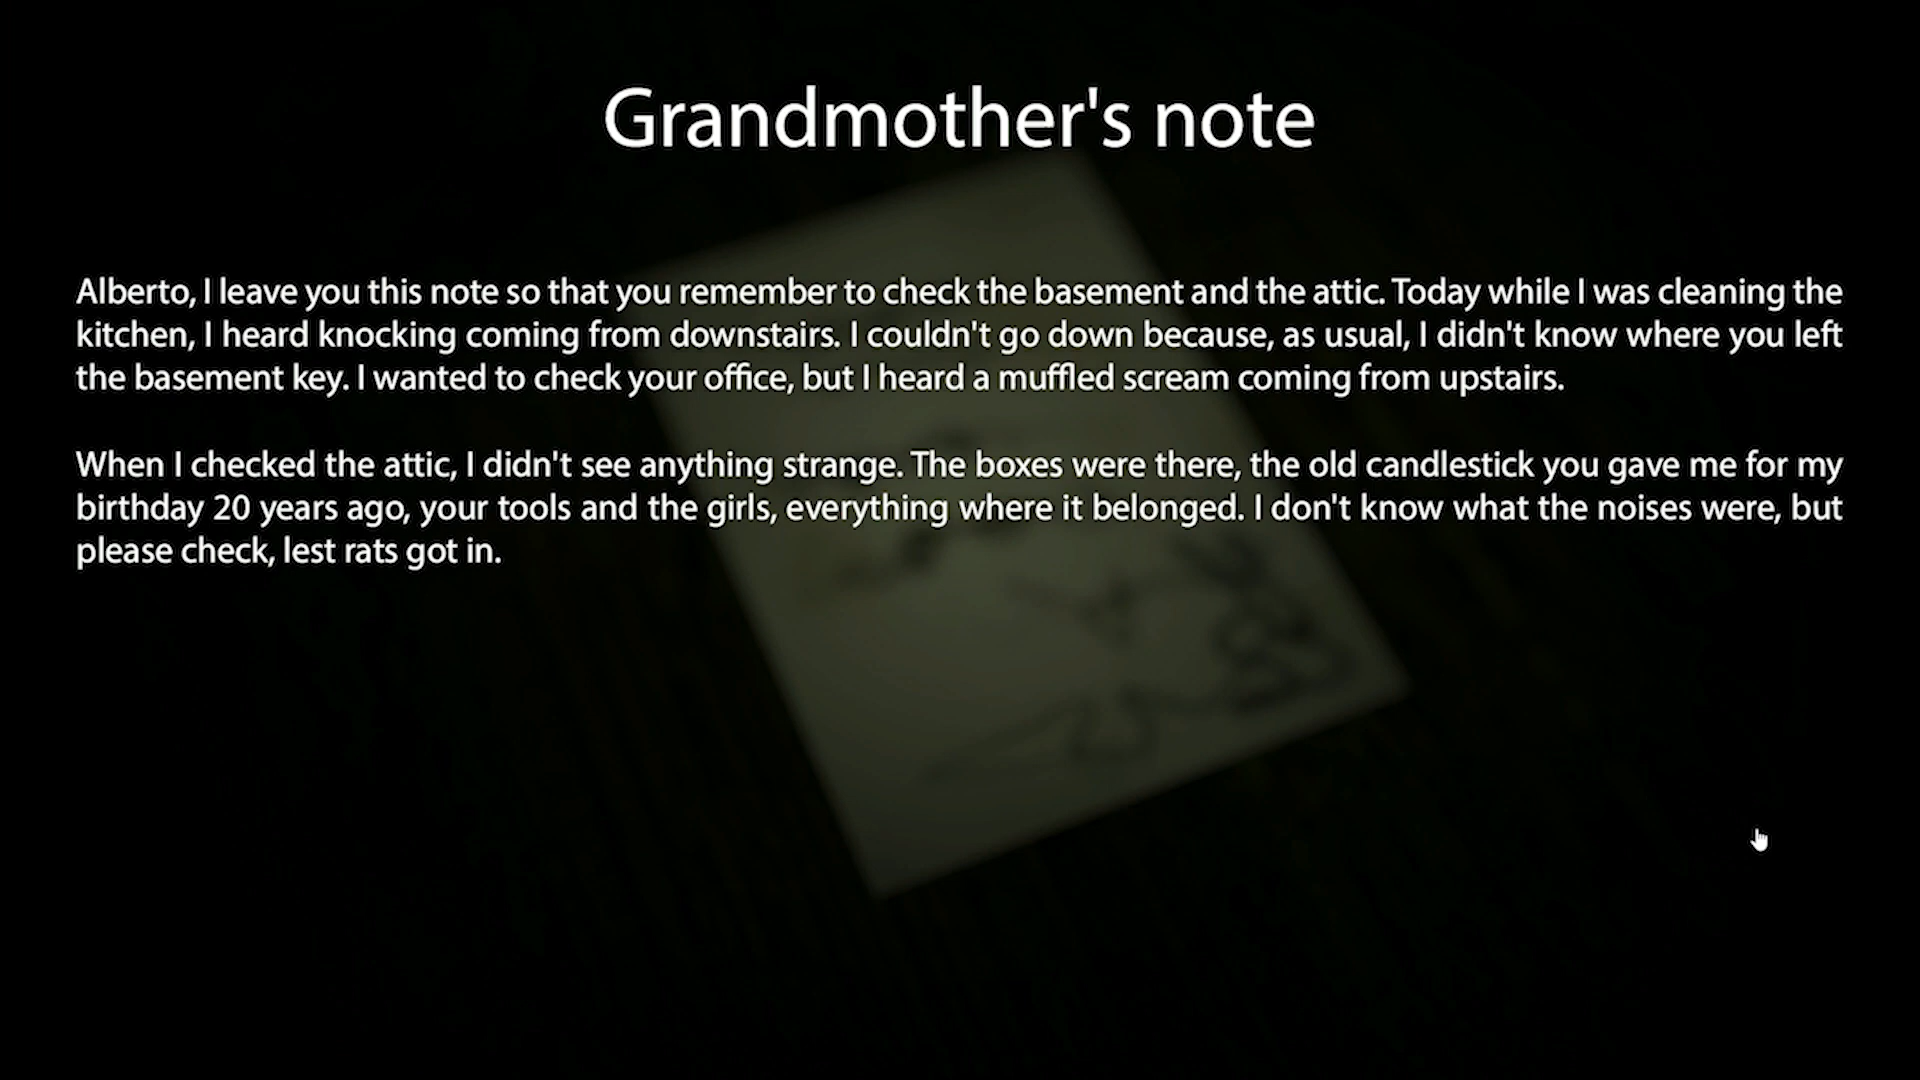 Grandmother's note
Alberto, I leave you this note so that you remember to check the basement and the attic. Today while I was cleaning the
kitchen, I heard knocking coming from downstairs. I couldn't go down because, as usual, I didn't know where you left
the basement key. I wanted to check your office, but I heard a muffled scream coming from upstairs.
When I checked the attic, I didn't see anything strange. The boxes were there, the old candlestick you gave me for my
birthday 20 years ago, your tools and the girls, everything where it belonged. I don't know what the noises were, but
please check, lest rats got in.